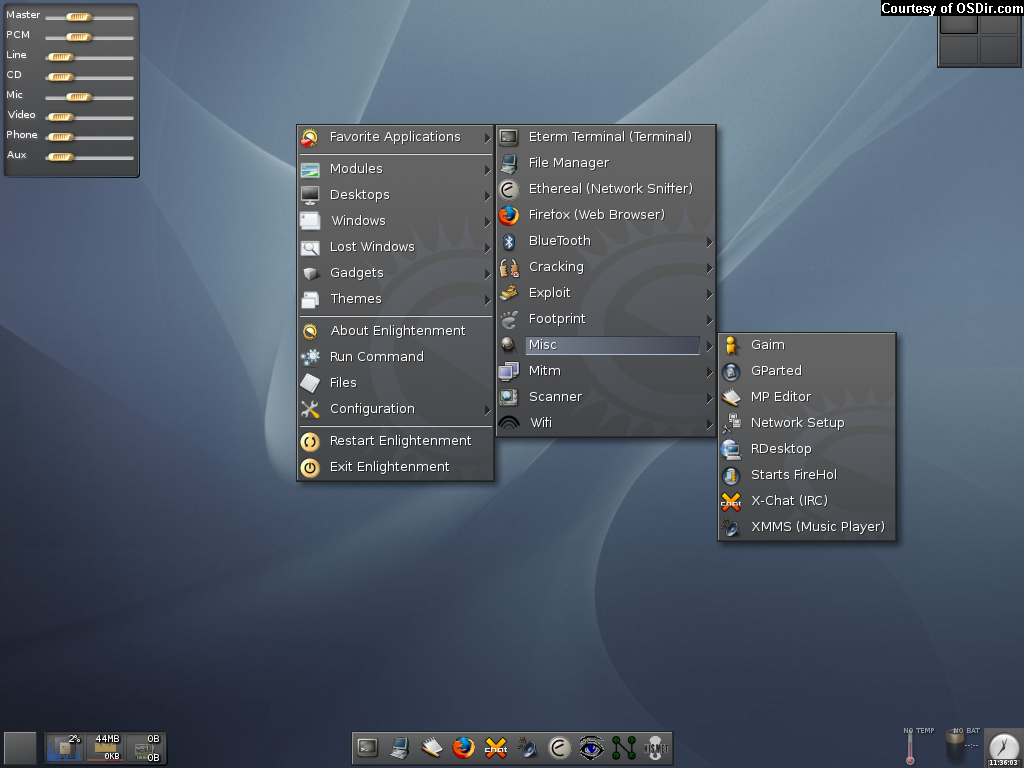 Courtesy of OSDir.com
Master
PCM
Line
CD
Mic
Video
Phone
Aux
Favorite Applications
Modules
Desktops
Windows
Lost Windows
Gadgets
Themes
About Enlightenment
Run Command
Files
Configuration
Restart Enlightenment
Exit Enlightenment
Eterm Terminal (Terminal)
File Manager
Ethereal (Network Sniffer)
Firefox (Web Browser)
BlueTooth
Cracking
Exploit
Footprint
Misc
Mitm
Scanner
Wifi
Gaim
GParted
MP Editor
Network Setup
RDesktop
Starts FireHol
X-Chat (IRC)
XMMS (Music Player)
2%
44MB
0KB
0B
0B
chat
KISMET
NO TEMP
NO BAT
--:--
11:36:03